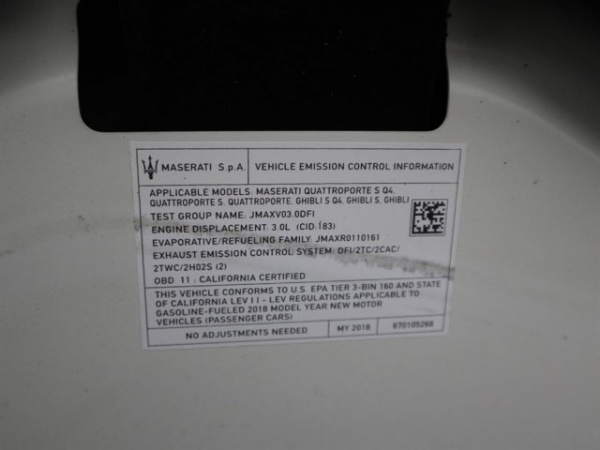 MASERATI S.p.A. VEHICLE EMISSION CONTROL INFORMATION
APPLICABLE MODELS: MASERATI QUATTROPORTE S Q4,
QUATTROPORTE S, QUATTROPORTE, GHIBLI S Q4, GHIBLI S, GHIBLI
TEST GROUP NAME: JMAXV03.0DFI
ENGINE DISPLACEMENT: 3.0L (CID:183)
EVAPORATIVE/REFUELING FAMILY: JMAXR0110161
EXHAUST EMISSION CONTROL SYSTEM: DFI/2TC/2CAC/
2TWC/2HO2S (2)
OBD 11 : CALIFORNIA CERTIFIED
THIS VEHICLE CONFORMS TO U.S. EPA TIER 3-BIN 160 AND STATE
OF CALIFORNIA LEV II - LEV REGULATIONS APPLICABLE TO
GASOLINE-FUELED 2018 MODEL YEAR NEW MOTOR
VEHICLES (PASSENGER CARS)
NO ADJUSTMENTS NEEDED MY 2018 670105268